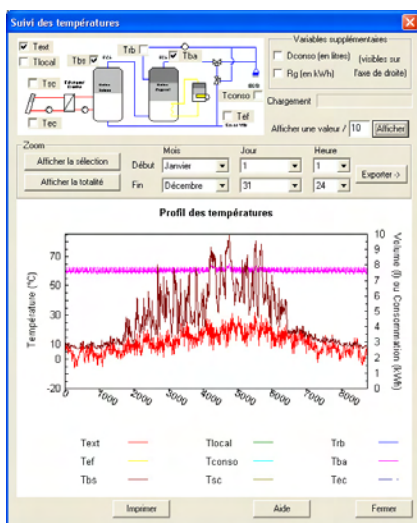 Suivi des températures
Text
Tlocal
Tbs
Trb
Tba
Tsc
Tec
Tconso
Tef
Variables supplémentaires
Dconso (en litres)
Rg (en kWh)
(visibles sur
l'axe de droite)
Chargement
Afficher une valeur / 10 Afficher
Zoom
Afficher la sélection
Afficher la totalité
Mois Jour Heure
Début Janvier 1 1
Fin Décembre 31 24
Exporter ->
Profil des températures
Température (°C)
70
50
30
10
0
-20
0 1000 2000 3000 4000 5000 6000 7000 8000
10
9
8
7
6
5
4
3
2
1
0
Volume (l) ou Consommation (kWh)
Text Tlocal Trb
Tef Tconso Tba
Tbs Tsc Tec
Imprimer Aide Fermer